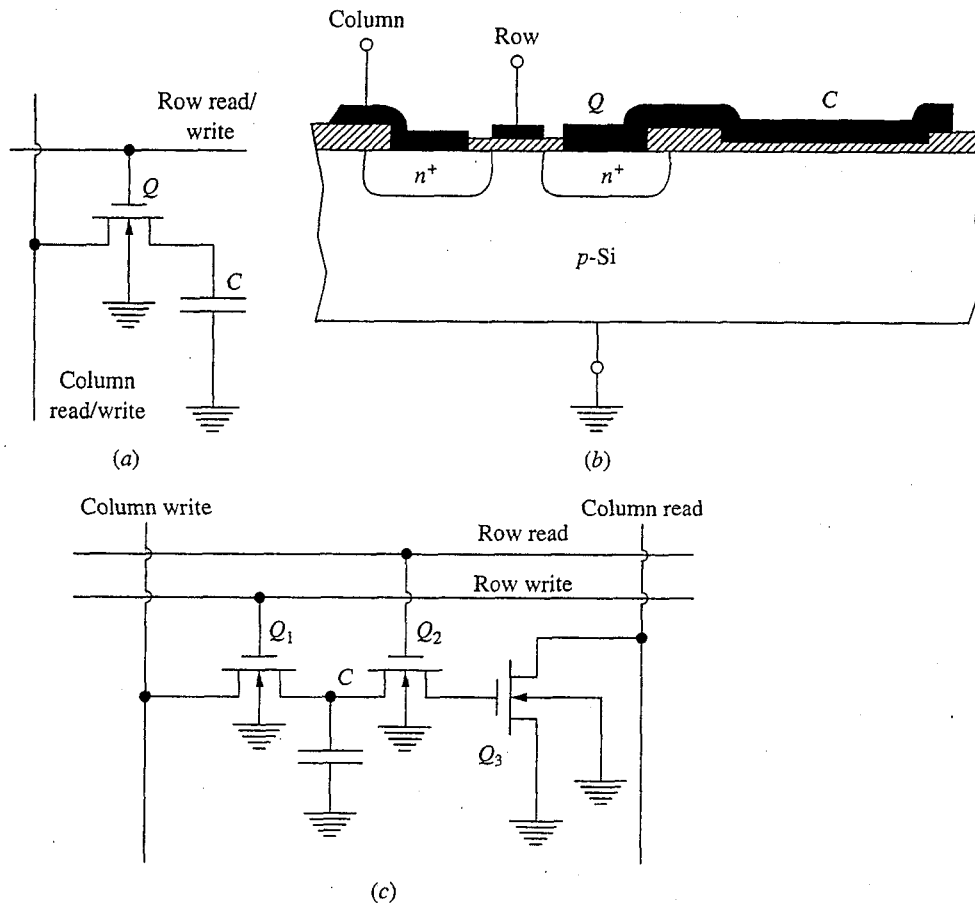 Column
Row
Row read/
write
Q
C
Q
C
n⁺
n⁺
p-Si
Column
read/write
(a)
(b)
Column write
Column read
Row read
Row write
Q₁
Q₂
C
Q₃
(c)